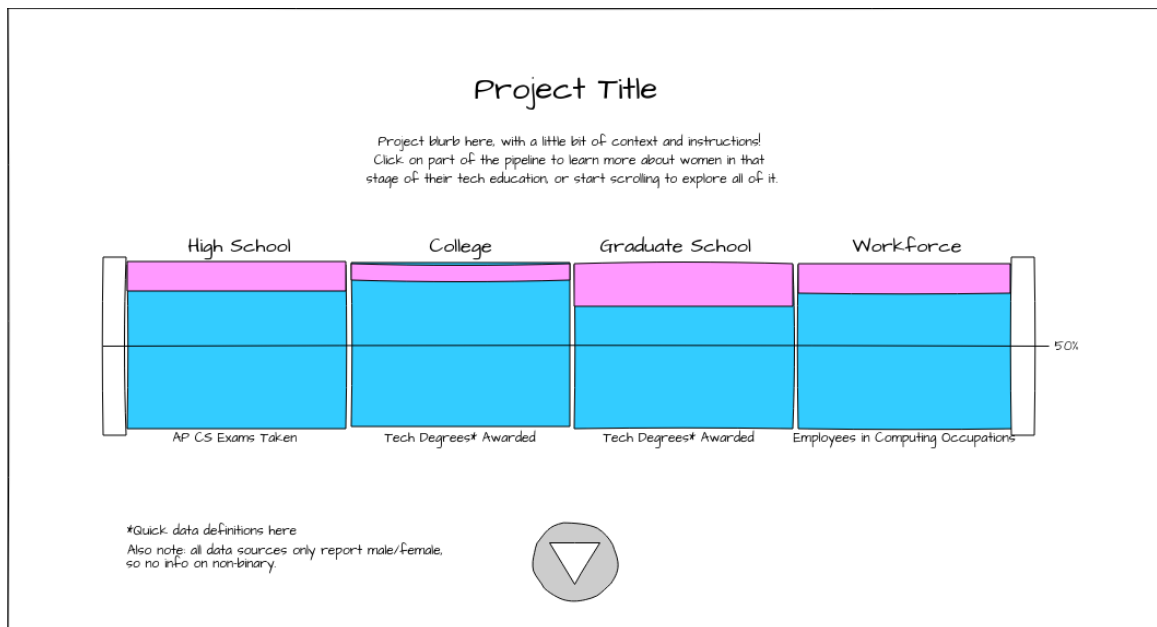 Project Title
Project blurb here, with a little bit of context and instructions!
Click on part of the pipeline to learn more about women in that
stage of their tech education, or start scrolling to explore all of it.
High School
College
Graduate School
Workforce
50%
AP CS Exams Taken
Tech Degrees* Awarded
Tech Degrees* Awarded
Employees in Computing Occupations
*Quick data definitions here
Also note: all data sources only report male/female,
so no info on non-binary.